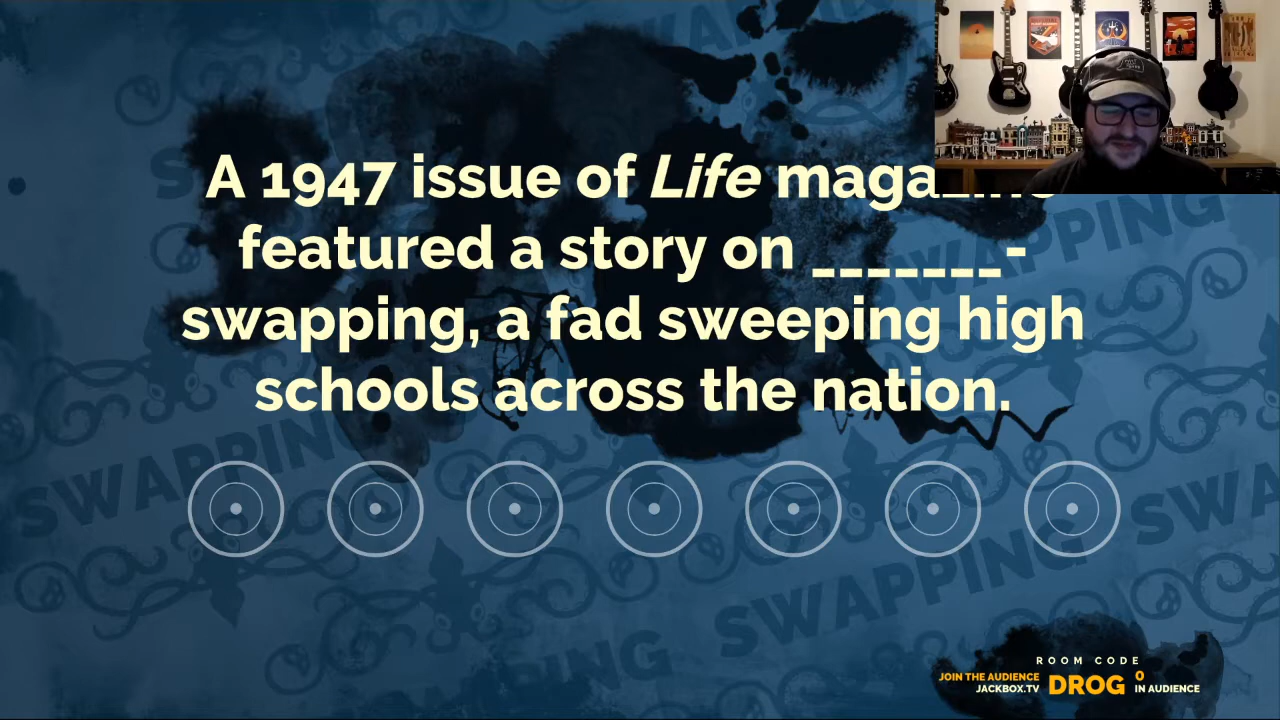 A 1947 issue of Life
featured a story on _______-
swapping, a fad sweeping high
schools across the nation.
SWAPPING
SWAPPING
SWAPPING
ROOM CODE
JOIN THE AUDIENCE
JACKBOX.TV
DROG
0
IN AUDIENCE